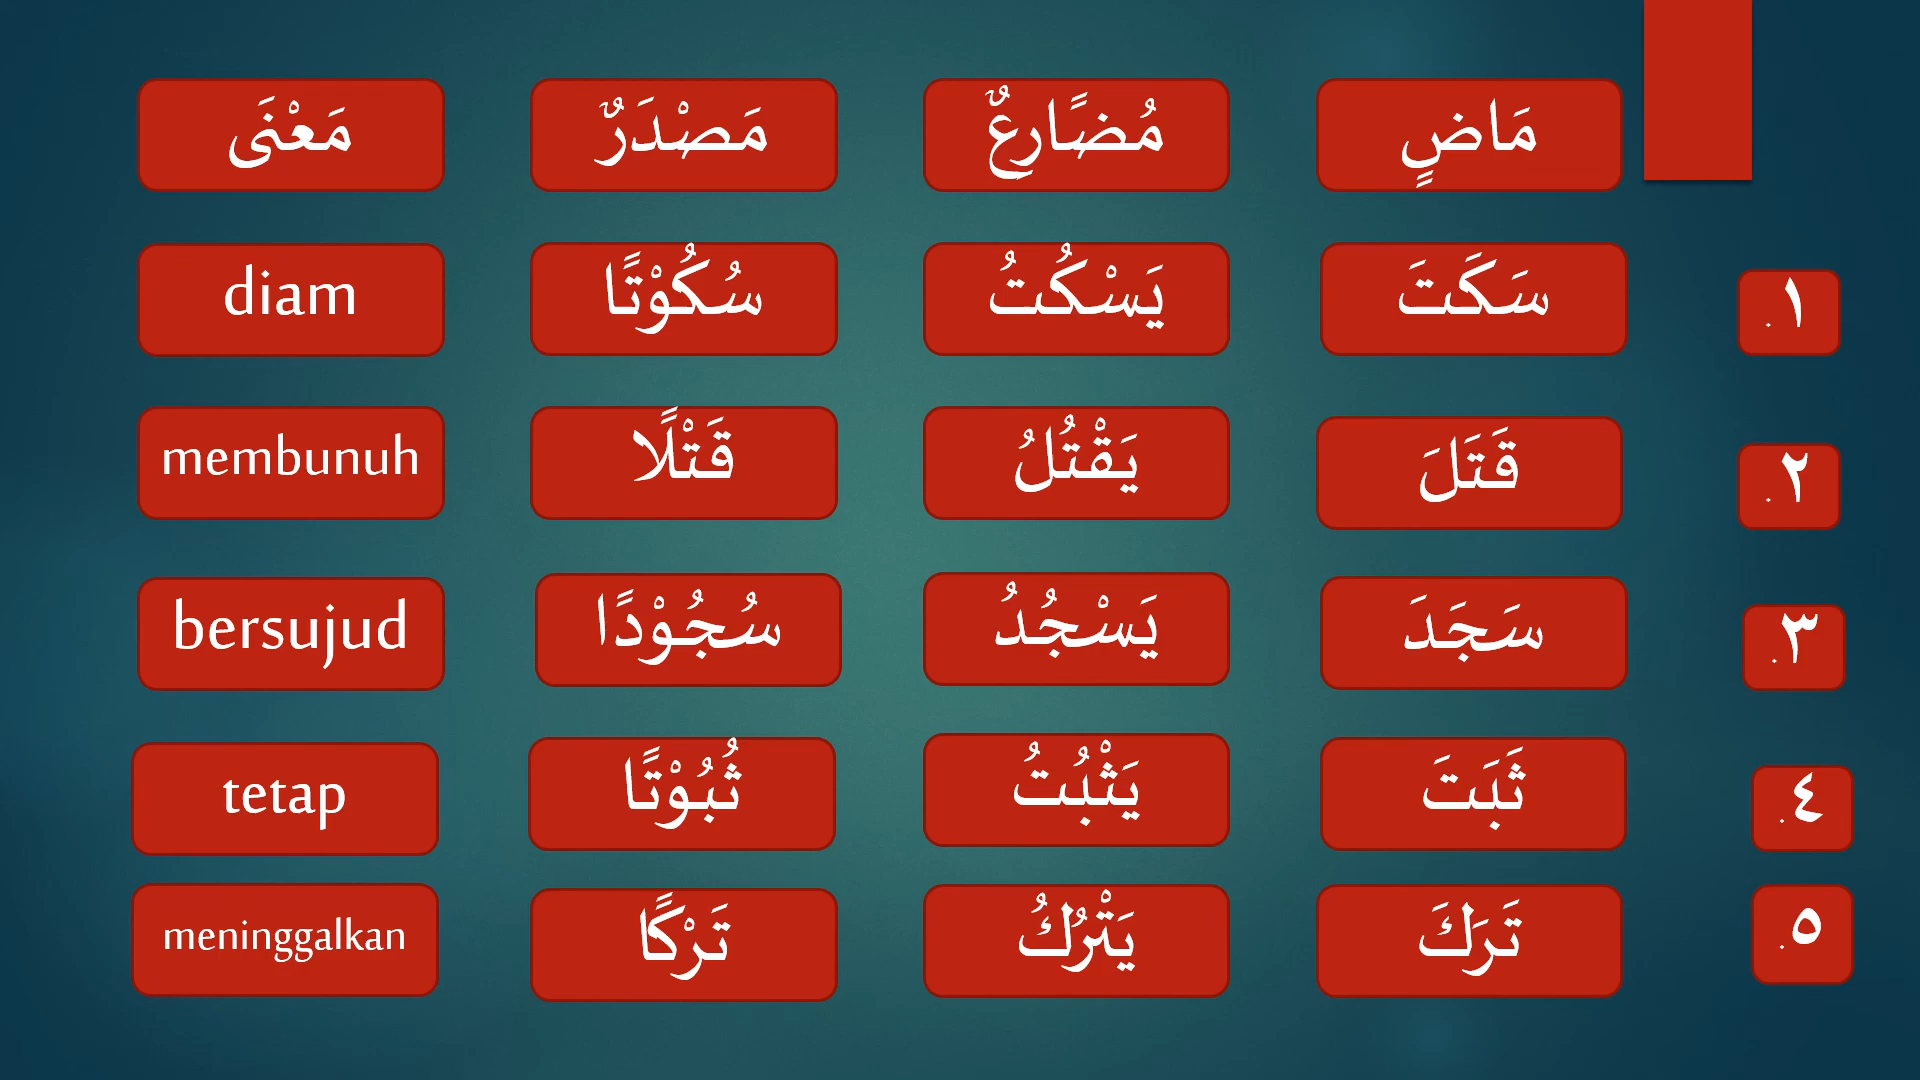 مَاضٍ مُضًارِعٌ مَصْدَرٌ مَعْنَى
١. سَكَتَ يَسْكُتُ سُكُوْتًا diam
٢. قَتَلَ يَقْتُلُ قَتْلًا membunuh
٣. سَجَدَ يَسْجُدُ سُجُوْدًا bersujud
٤. ثَبَتَ يَثْبُتُ ثُبُوْتًا tetap
٥. تَرَكَ يَتْرُكُ تَرْكًا meninggalkan